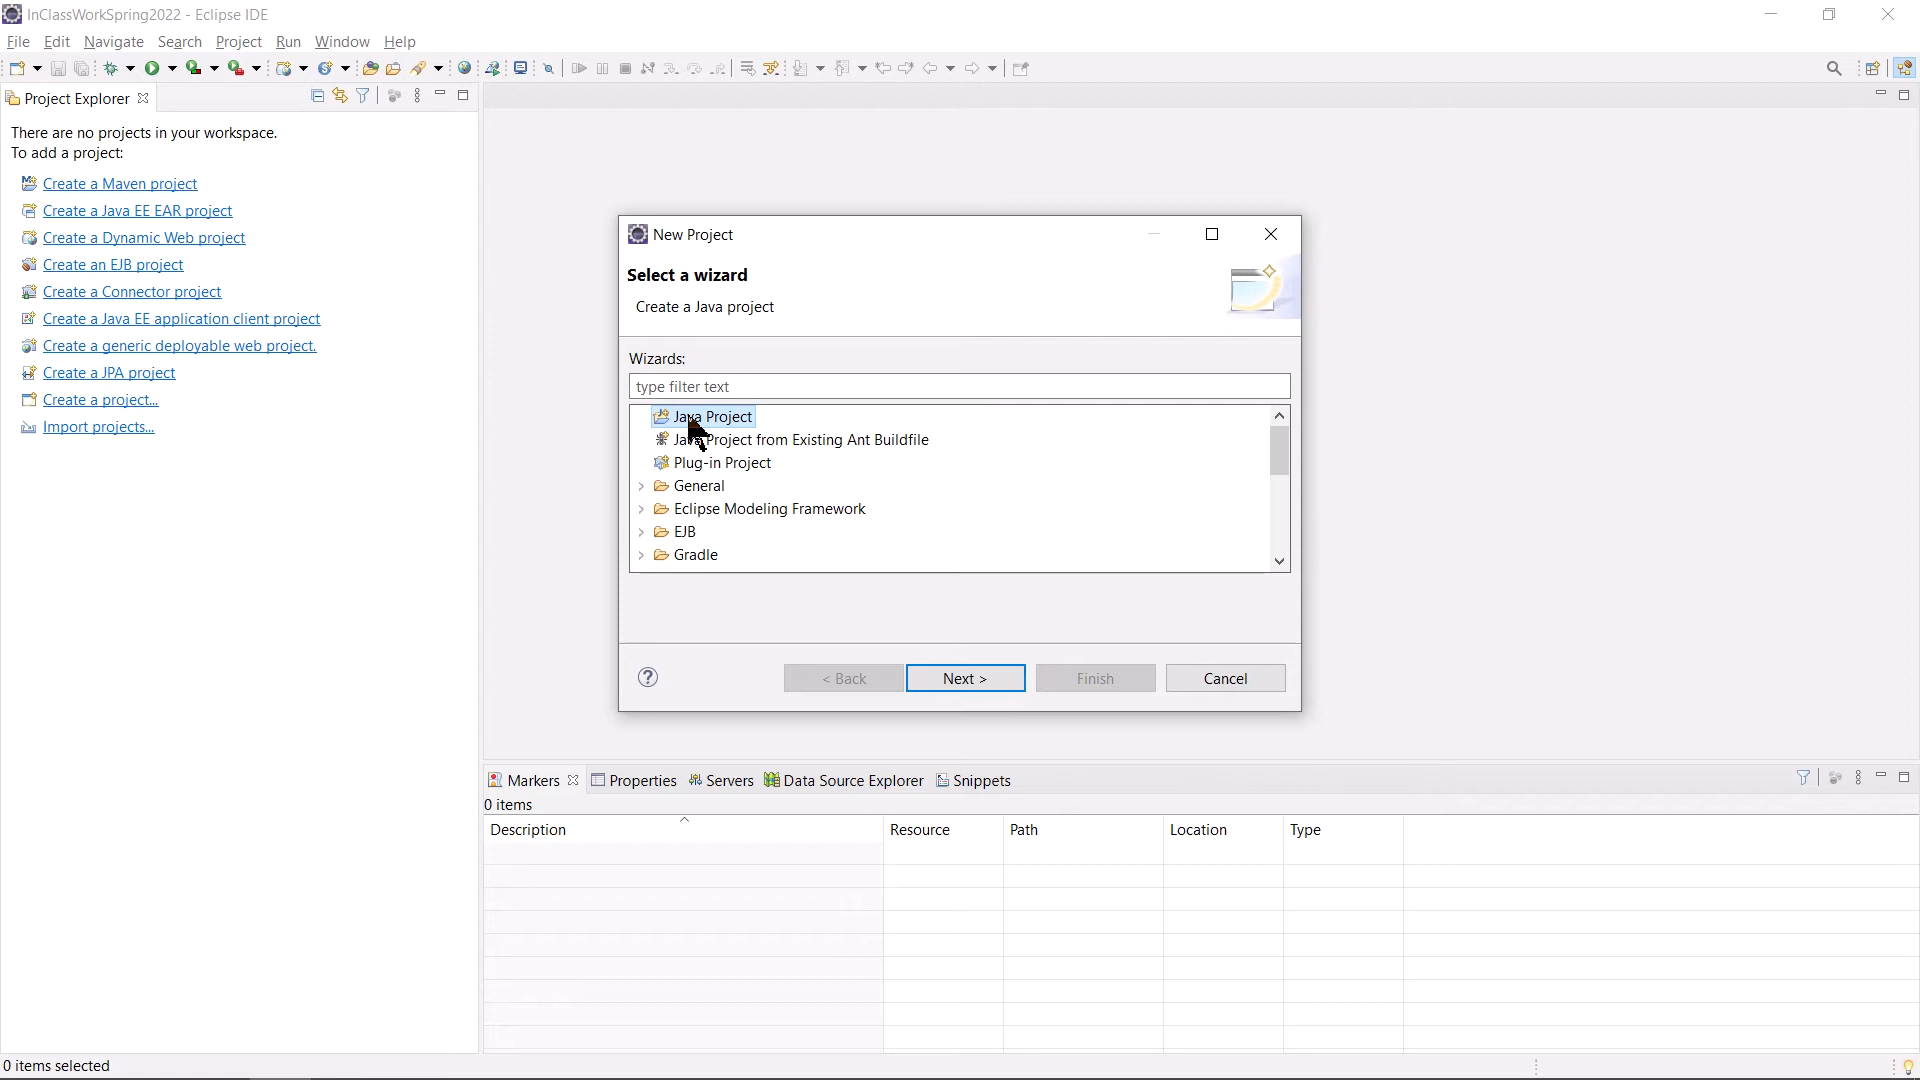 InClassWorkSpring2022 - Eclipse IDE
File Edit Navigate Search Project Run Window Help
Project Explorer
There are no projects in your workspace.
To add a project:
Create a Maven project
Create a Java EE EAR project
Create a Dynamic Web project
Create an EJB project
Create a Connector project
Create a Java EE application client project
Create a generic deployable web project.
Create a JPA project
Create a project...
Import projects...
New Project
Select a wizard
Create a Java project
Wizards:
type filter text
Java Project
Java Project from Existing Ant Buildfile
Plug-in Project
General
Eclipse Modeling Framework
EJB
Gradle
? < Back Next > Finish Cancel
Markers Properties Servers Data Source Explorer Snippets
0 items
Description Resource Path Location Type
0 items selected